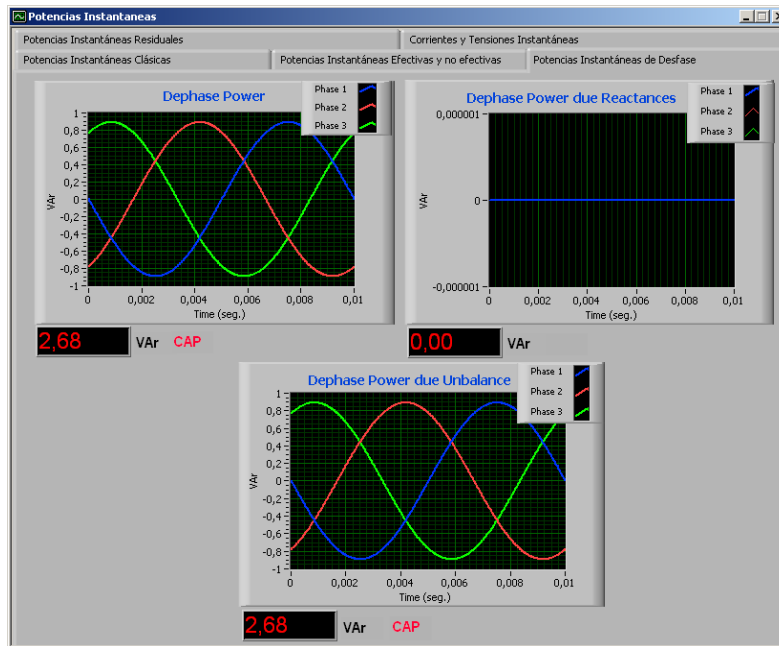 Potencias Instantaneas
Potencias Instantáneas Residuales
Corrientes y Tensiones Instantáneas
Potencias Instantáneas Clásicas
Potencias Instantáneas Efectivas y no efectivas
Potencias Instantáneas de Desfase
Dephase Power
Phase 1
Phase 2
Phase 3
VAr
1
0,8
0,6
0,4
0,2
0
-0,2
-0,4
-0,6
-0,8
-1
0
0,002
0,004
0,006
0,008
0,01
Time (seg.)
2,68
VAr
CAP
Dephase Power due Reactances
Phase 1
Phase 2
Phase 3
VAr
0,000001
0
-0,000001
0
0,002
0,004
0,006
0,008
0,01
Time (seg.)
0,00
VAr
Dephase Power due Unbalance
Phase 1
Phase 2
Phase 3
VAr
1
0,8
0,6
0,4
0,2
0
-0,2
-0,4
-0,6
-0,8
-1
0
0,002
0,004
0,006
0,008
0,01
Time (seg.)
2,68
VAr
CAP